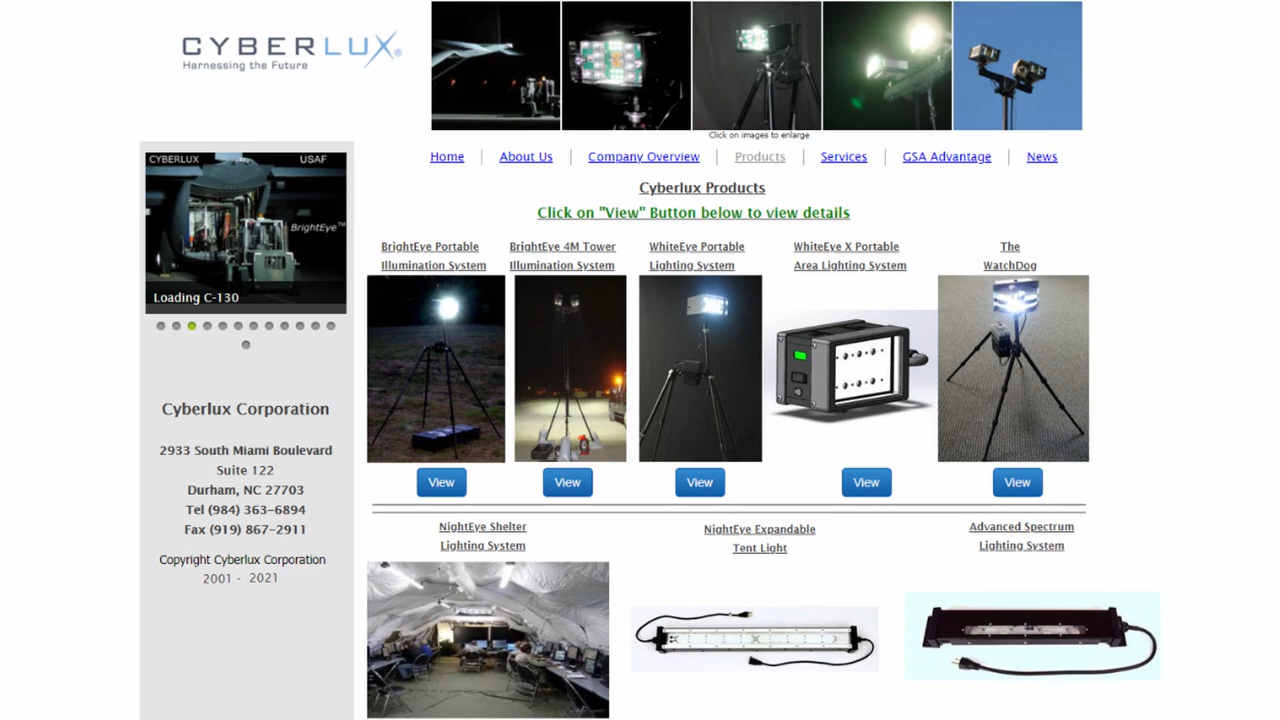 CYBERLUX®
Harnessing the Future
Click on images to enlarge
Home
About Us
Company Overview
Products
Services
GSA Advantage
News
CYBERLUX USAF
BrightEye™
Loading C-130
Cyberlux Corporation
2933 South Miami Boulevard
Suite 122
Durham, NC 27703
Tel (984) 363-6894
Fax (919) 867-2911
Copyright Cyberlux Corporation
2001 - 2021
Cyberlux Products
Click on "View" Button below to view details
BrightEye Portable
Illumination System
BrightEye 4M Tower
Illumination System
WhiteEye Portable
Lighting System
WhiteEye X Portable
Area Lighting System
The
WatchDog
View
View
View
View
View
NightEye Shelter
Lighting System
NightEye Expandable
Tent Light
Advanced Spectrum
Lighting System